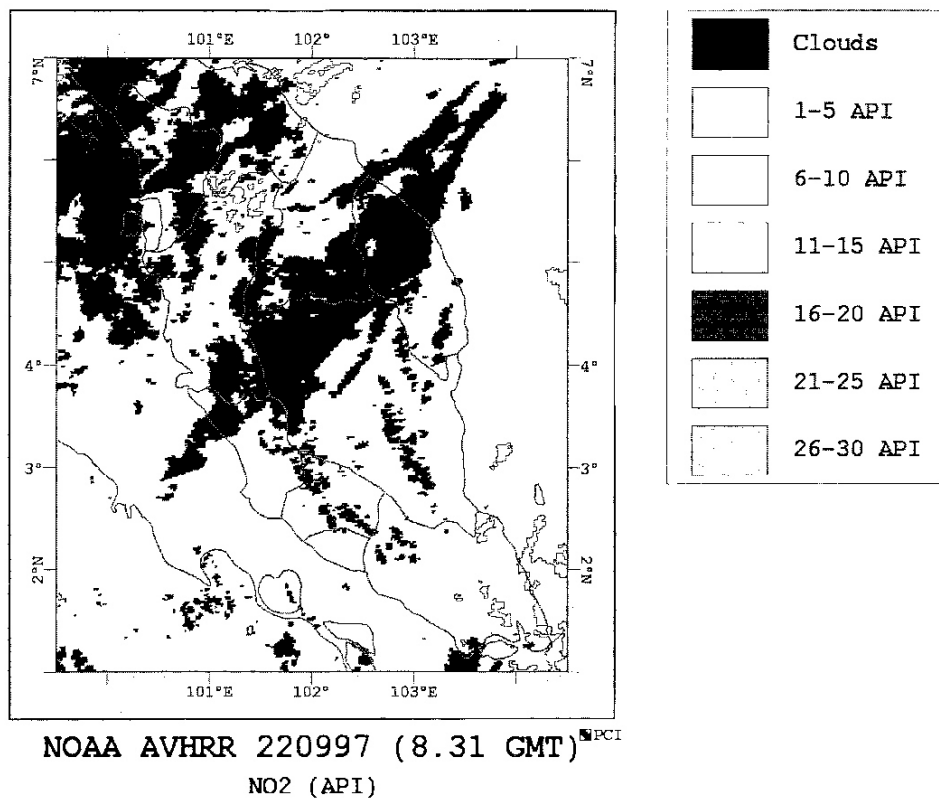 101°E 102° 103°E
7°N 7°N
4° 4°
3° 3°
2°N 2°N
101°E 102° 103°E
NOAA AVHRR 220997 (8.31 GMT) PCI
NO2 (API)
Clouds
1-5 API
6-10 API
11-15 API
16-20 API
21-25 API
26-30 API